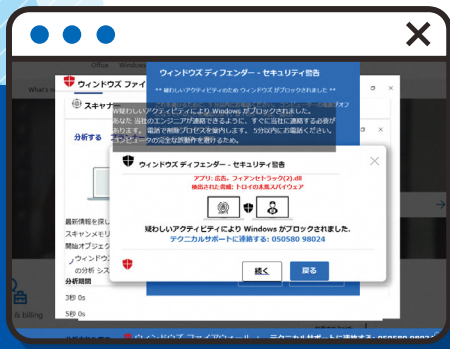 Office Windows
What's n
ウィンドウズ ディフェンダー - セキュリティ警告
** 疑わしいアクティビティのため ウィンドウズ がブロックされました **
ウィンドウズ ファイ
スキャナー
疑わしいアクティビティにより Windows がブロックされました。
あなた 当社のエンジニアが連絡できるように、すぐに当社に連絡する必要が
あります。 電話で削除プロセスを案内します。 5分以内にお電話ください。
コンピュータの完全な誤動作を避けるため。
分析する
ウィンドウズ ディフェンダー - セキュリティ警告
アプリ: 広告。フィアンセトラック(2).dll
検出された脅威: トロイの木馬スパイウェア
疑わしいアクティビティにより Windows がブロックされました.
テクニカルサポートに連絡する: 050580 98024
続く 戻る
最新情報を探し
スキャンメモリ
開始オブジェク
ウィンドウ
の分析 シス
分析期間
3秒 0s
5秒 0s
& billing
ウィンドウズ ファイアウォール - テクニカルサポートに連絡する: 050580 9802